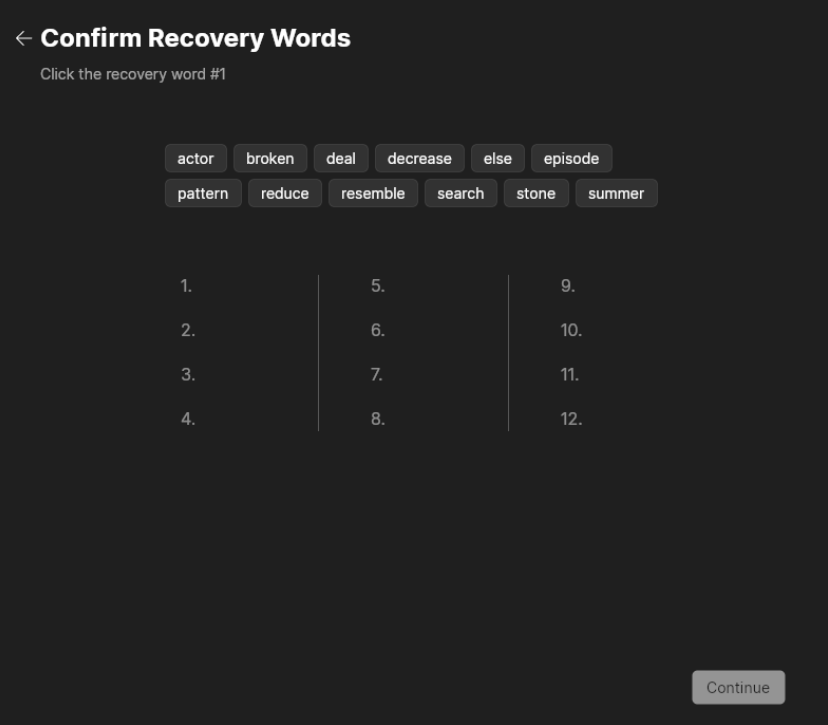 Confirm Recovery Words
Click the recovery word #1
actor broken deal decrease else episode
pattern reduce resemble search stone summer
1. 5. 9.
2. 6. 10.
3. 7. 11.
4. 8. 12.
Continue